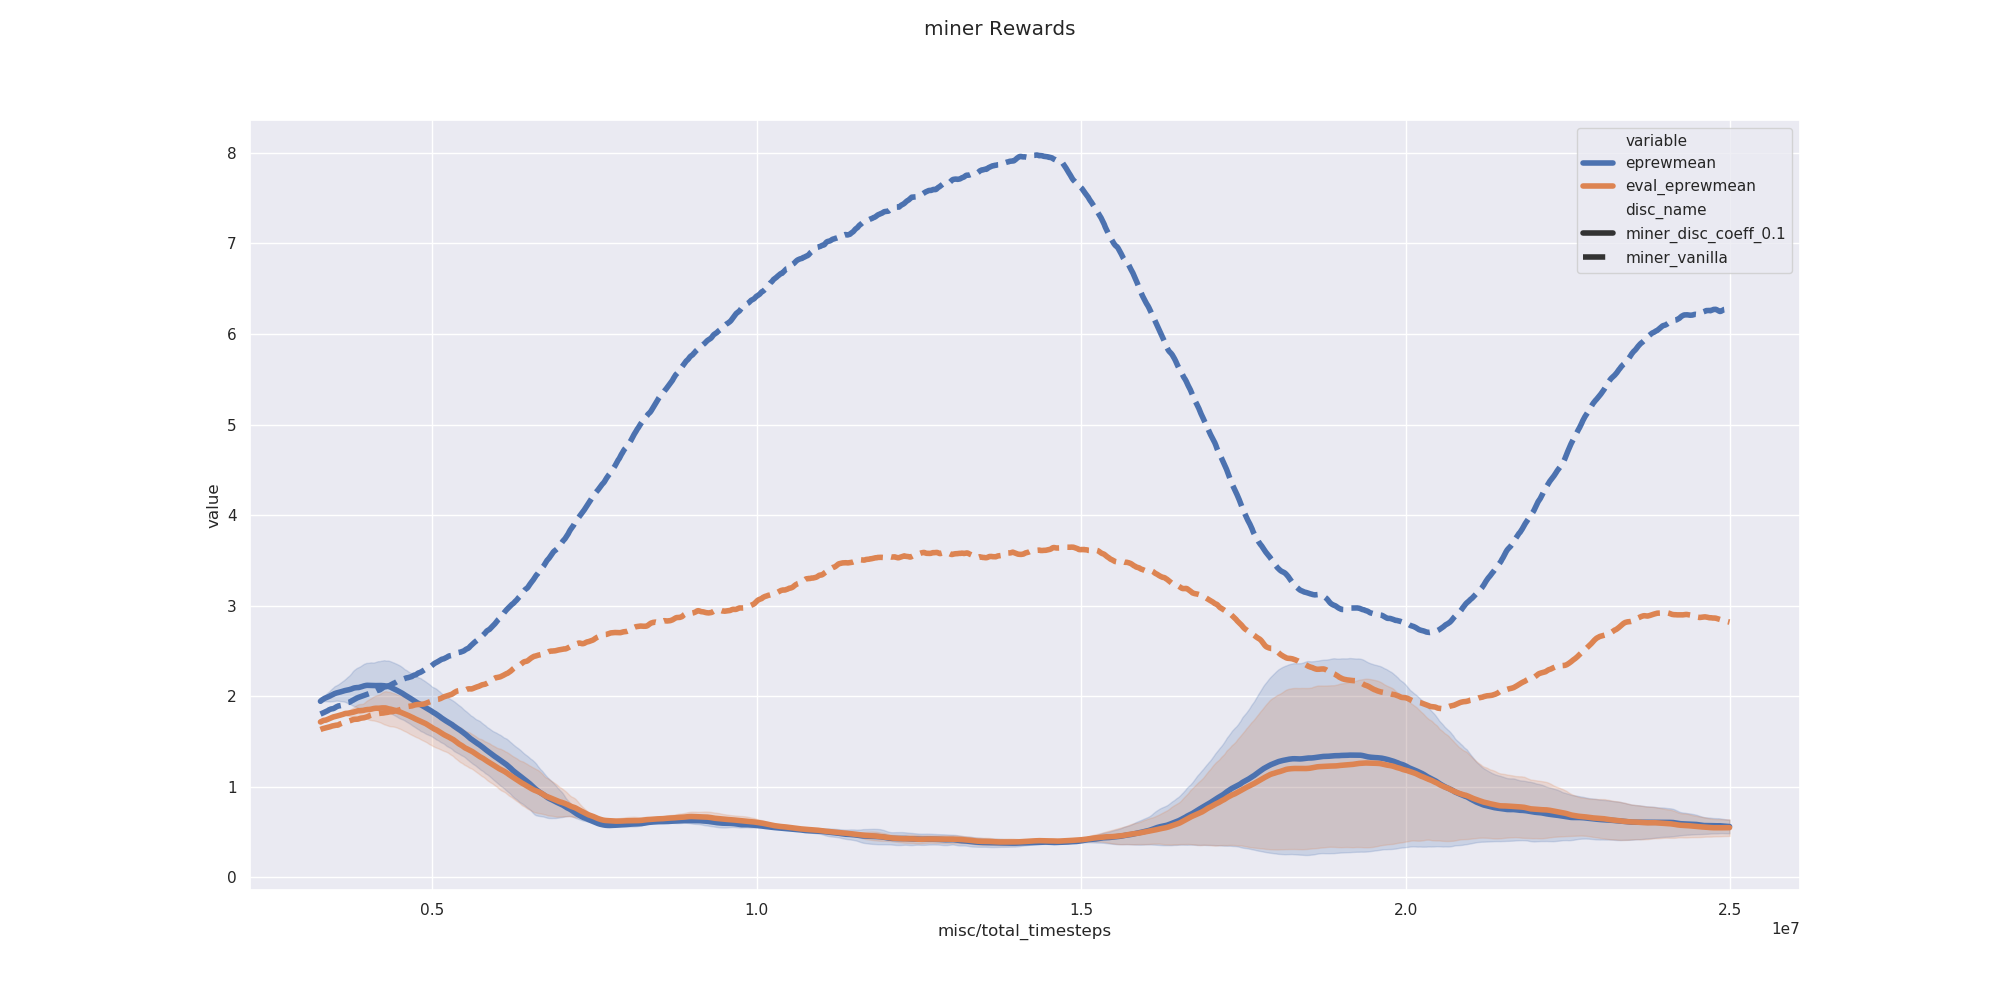 miner Rewards
variable
eprewmean
eval_eprewmean
disc_name
miner_disc_coeff_0.1
miner_vanilla
8
7
6
5
4
3
2
1
0
value
0.5 1.0 1.5 2.0 2.5
1e7
misc/total_timesteps